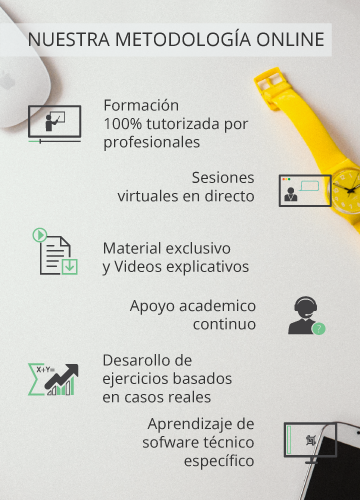 NUESTRA METODOLOGÍA ONLINE
Formación
100% tutorizada por
profesionales
Sesiones
virtuales en directo
Material exclusivo
y Videos explicativos
Apoyo academico
continuo
X+Y=
?
Desarollo de
ejercicios basados
en casos reales
Aprendizaje de
sofware técnico
específico